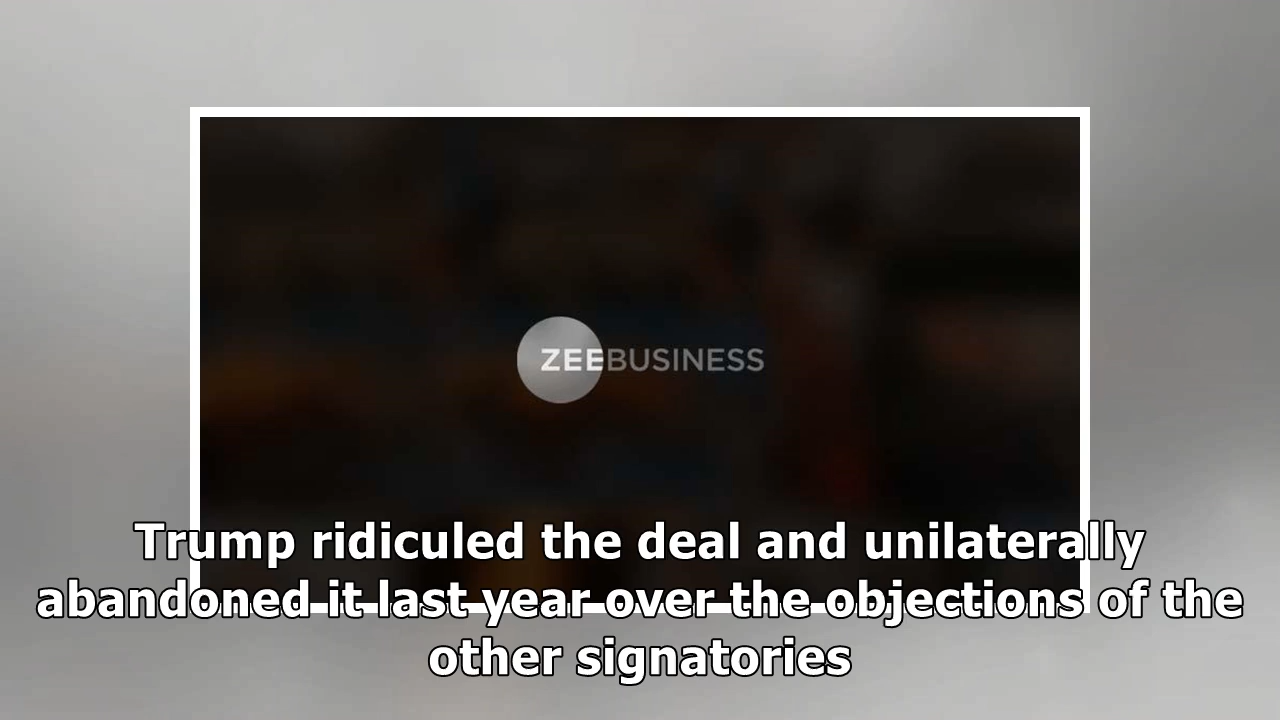 ZEEBUSINESS
Trump ridiculed the deal and unilaterally
abandoned it last year over the objections of the
other signatories